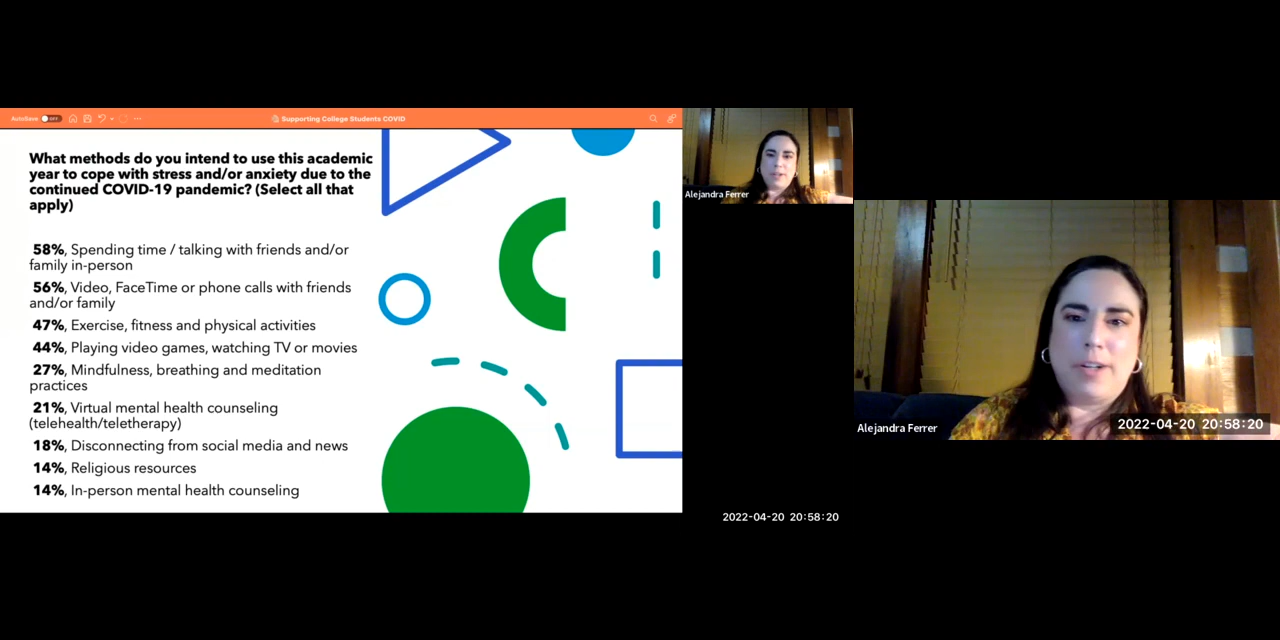 AutoSave OFF
Supporting College Students COVID
What methods do you intend to use this academic
year to cope with stress and/or anxiety due to the
continued COVID-19 pandemic? (Select all that
apply)
58%, Spending time / talking with friends and/or
family in-person
56%, Video, FaceTime or phone calls with friends
and/or family
47%, Exercise, fitness and physical activities
44%, Playing video games, watching TV or movies
27%, Mindfulness, breathing and meditation
practices
21%, Virtual mental health counseling
(telehealth/teletherapy)
18%, Disconnecting from social media and news
14%, Religious resources
14%, In-person mental health counseling
Alejandra Ferrer
2022-04-20 20:58:20
Alejandra Ferrer
2022-04-20 20:58:20